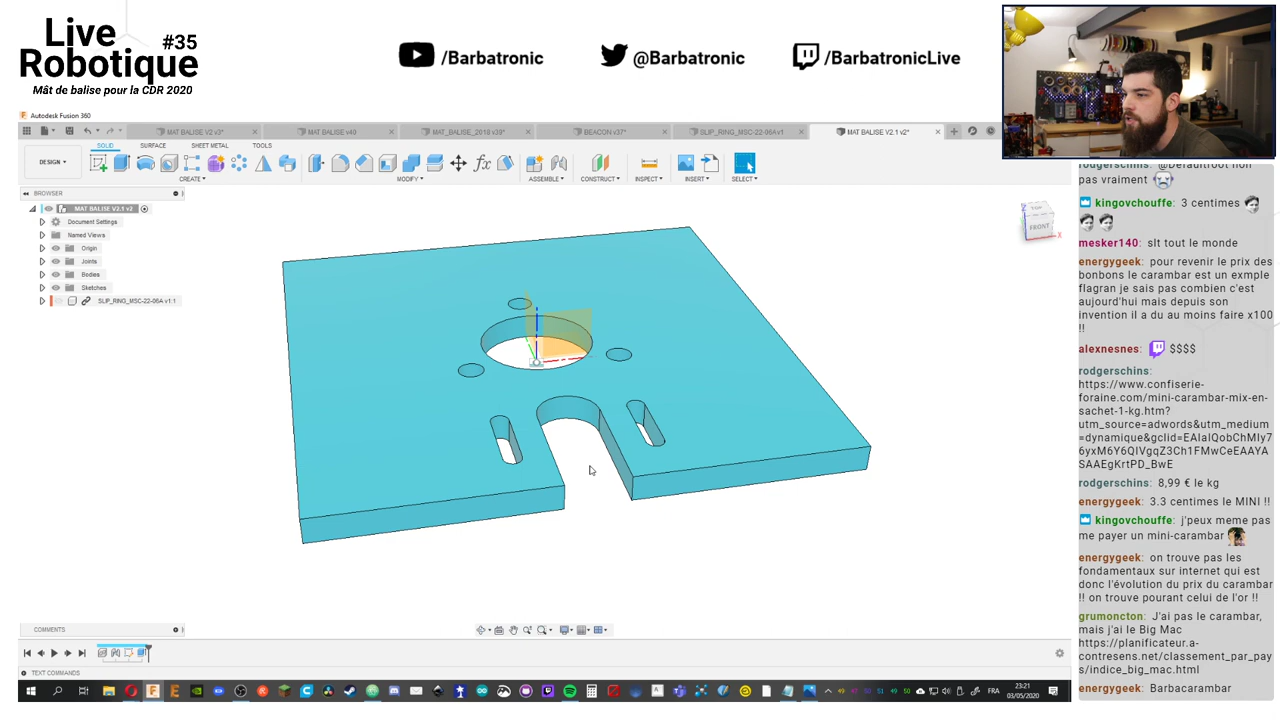 Live
Robotique #35
Mât de balise pour la CDR 2020
/Barbatronic
@Barbatronic
/BarbatronicLive
Autodesk Fusion 360
MAT BALISE V2 v3*
MAT BALISE v40
MAT_BALISE_2019 v39*
BEACON v37*
SLIP_RING_MSC-22-06A v1
MAT BALISE V2.1 v2*
SOLID
SURFACE
SHEET METAL
TOOLS
DESIGN
CREATE
MODIFY
ASSEMBLE
CONSTRUCT
INSPECT
INSERT
SELECT
BROWSER
MAT BALISE V2.1 v2
Document Settings
Named Views
Origin
Joints
Bodies
Sketches
SLIP_RING_MSC-22-06A v1:1
TOP
FRONT
X
COMMENTS
TEXT COMMANDS
FRA
23:21
03/05/2020
rodgerschins: @Deraultroot non
pas vraiment
kingovchouffe: 3 centimes
mesker140: slt tout le monde
energygeek: pour revenir le prix des
bonbons le carambar est un exmple
flagran je sais pas combien c'est
aujourd'hui mais depuis son
invention il a du au moins faire x100
!!
alexnesnes: $$$$
rodgerschins:
https://www.confiserie-
foraine.com/mini-carambar-mix-en-
sachet-1-kg.htm?
utm_source=adwords&utm_medium
=dynamique&gclid=EAIaIQobChMIy7
6yxM6Y6QIVgqZ3Ch1FMwCeEAAYA
SAAEgKrtPD_BwE
rodgerschins: 8,99 € le kg
energygeek: 3.3 centimes le MINI !!
kingovchouffe: j'peux meme pas
me payer un mini-carambar
energygeek: on trouve pas les
fondamentaux sur internet qui est
donc l'évolution du prix du carambar
!! on trouve pourant celui de l'or !!
grumoncton: J'ai pas le carambar,
mais j'ai le Big Mac
https://planificateur.a-
contresens.net/classement_par_pay
s/indice_big_mac.html
energygeek: Barbacarambar